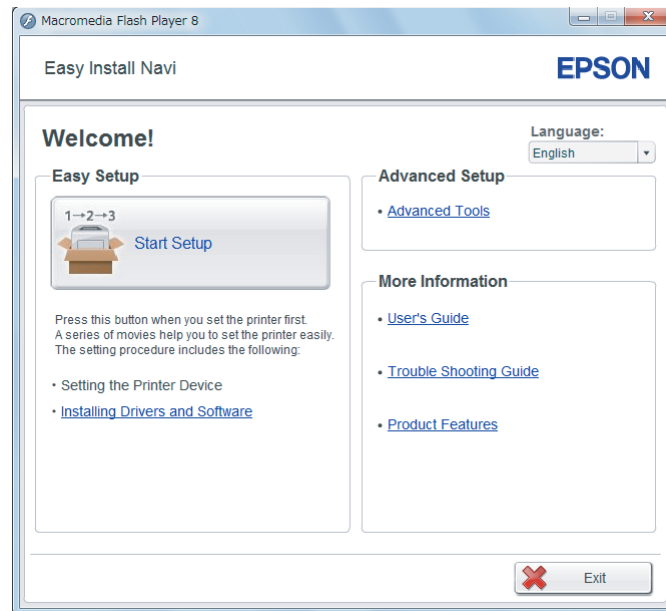 Macromedia Flash Player 8
Easy Install Navi
EPSON
Welcome!
Language:
English
Easy Setup
1→2→3
Start Setup
Press this button when you set the printer first.
A series of movies help you to set the printer easily.
The setting procedure includes the following:
・Setting the Printer Device
・Installing Drivers and Software
Advanced Setup
・Advanced Tools
More Information
・User's Guide
・Trouble Shooting Guide
・Product Features
Exit